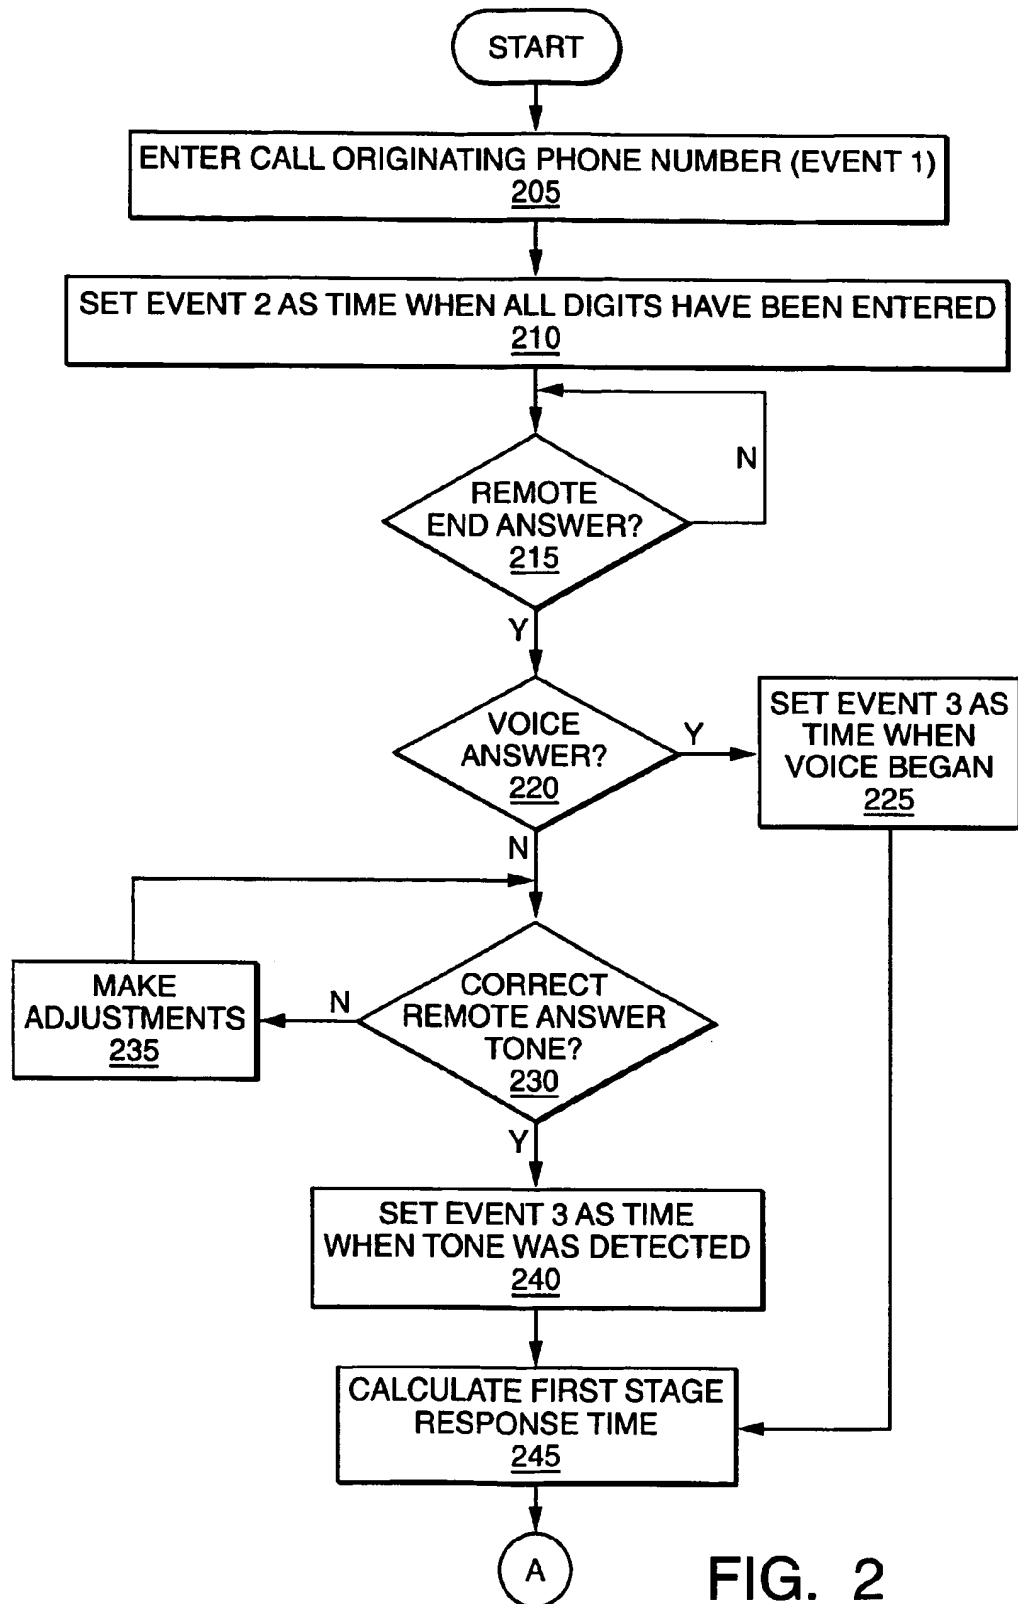 START
ENTER CALL ORIGINATING PHONE NUMBER (EVENT 1)
205
SET EVENT 2 AS TIME WHEN ALL DIGITS HAVE BEEN ENTERED
210
N
REMOTE
END ANSWER?
215
Y
VOICE
ANSWER?
220
Y
SET EVENT 3 AS
TIME WHEN
VOICE BEGAN
225
N
MAKE
ADJUSTMENTS
235
N
CORRECT
REMOTE ANSWER
TONE?
230
Y
SET EVENT 3 AS TIME
WHEN TONE WAS DETECTED
240
CALCULATE FIRST STAGE
RESPONSE TIME
245
A
FIG. 2